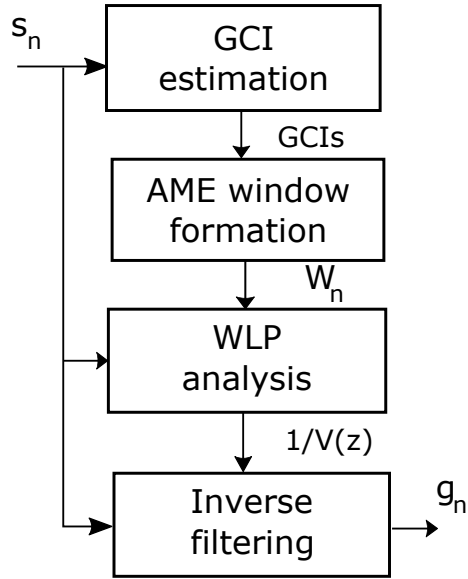 s_n
GCI
estimation
GCIs
AME window
formation
W_n
WLP
analysis
1/V(z)
Inverse
filtering
g_n